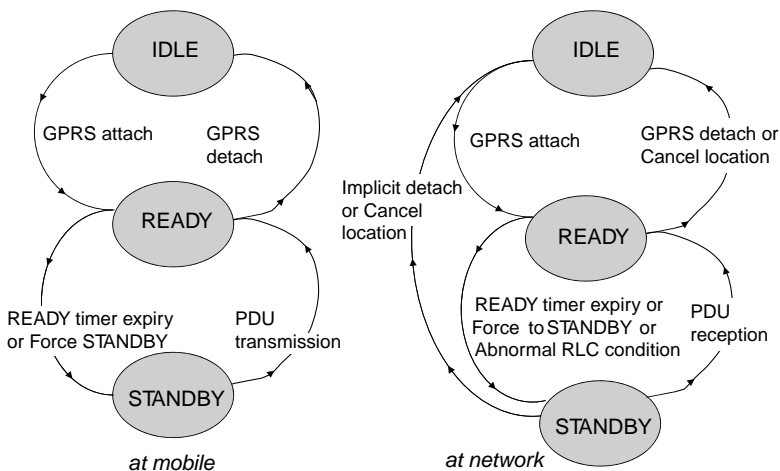 IDLE
GPRS attach
GPRS
detach
READY
READY timer expiry
or Force STANDBY
PDU
transmission
STANDBY
at mobile
IDLE
GPRS attach
GPRS detach or
Cancel location
Implicit detach
or Cancel
location
READY
READY timer expiry or
Force to STANDBY or
Abnormal RLC condition
PDU
reception
STANDBY
at network